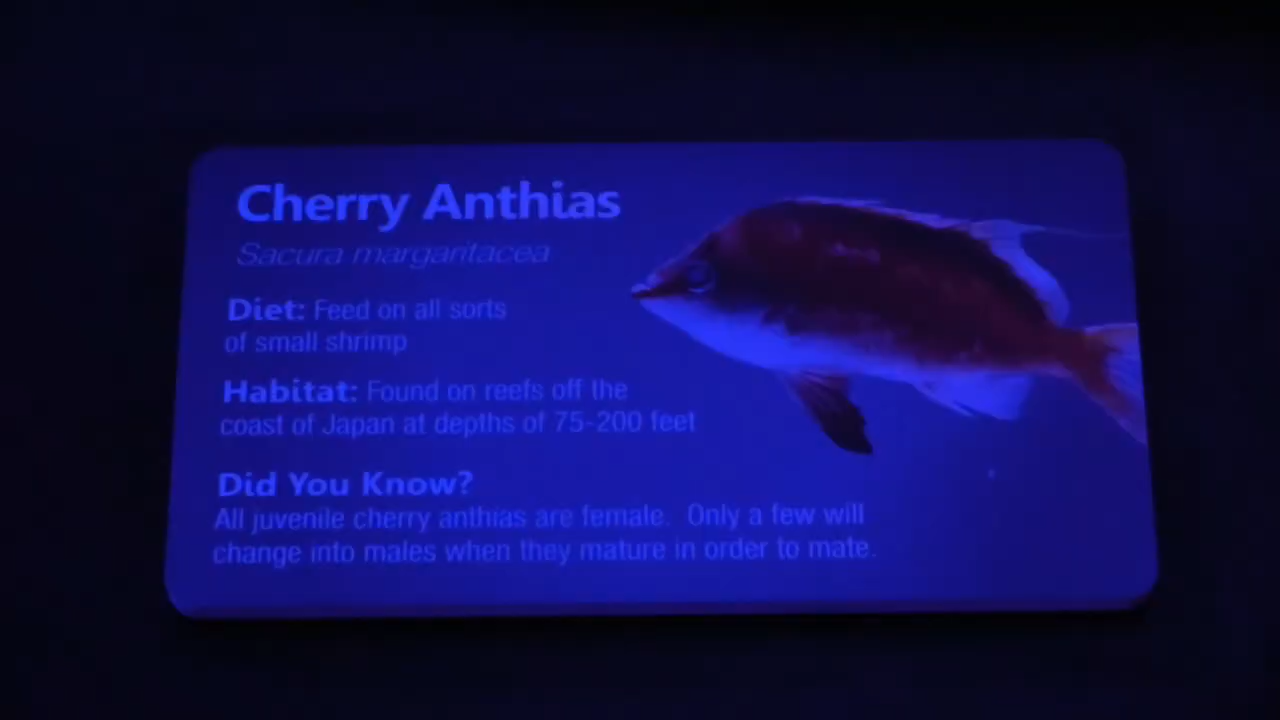 Cherry Anthias
Sacura margaritacea
Diet: Feed on all sorts
of small shrimp
Habitat: Found on reefs off the
coast of Japan at depths of 75-200 feet
Did You Know?
All juvenile cherry anthias are female. Only a few will
change into males when they mature in order to mate.